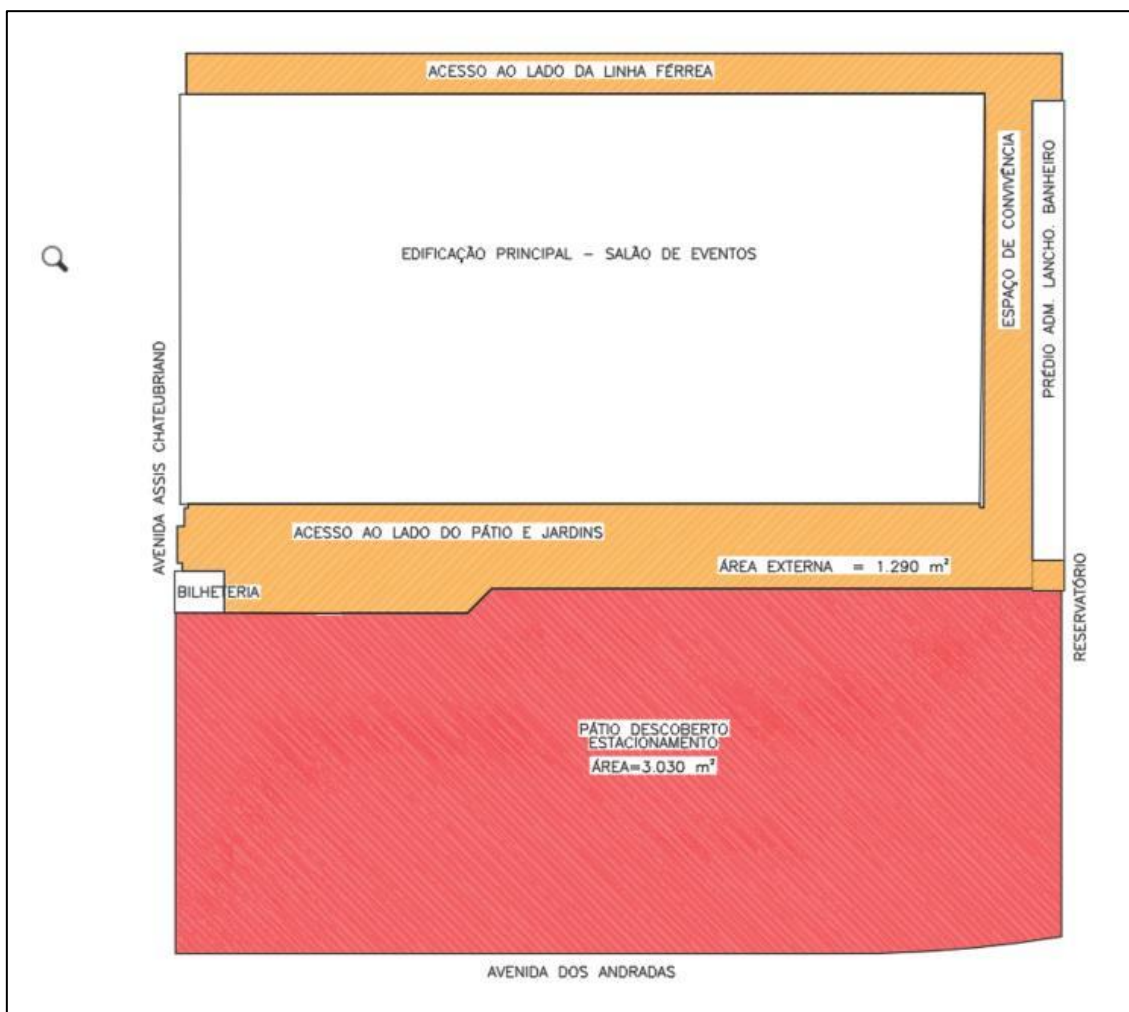 ACESSO AO LADO DA LINHA FÉRREA
ESPAÇO DE CONVIVÊNCIA
PRÉDIO ADM. LANCHO. BANHEIRO
EDIFICAÇÃO PRINCIPAL – SALÃO DE EVENTOS
AVENIDA ASSIS CHATEUBRIAND
ACESSO AO LADO DO PÁTIO E JARDINS
ÁREA EXTERNA = 1.290 m²
BILHETERIA
RESERVATÓRIO
PÁTIO DESCOBERTO
ESTACIONAMENTO
ÁREA=3.030 m²
AVENIDA DOS ANDRADAS